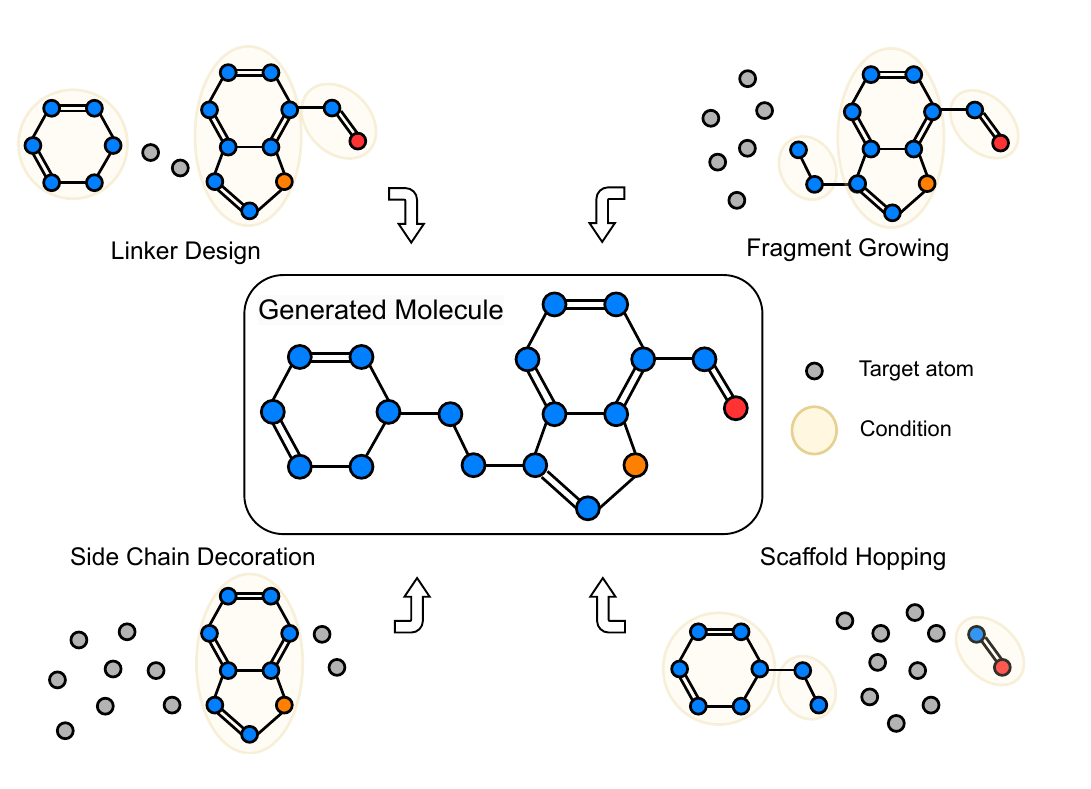 Linker Design
Fragment Growing
Generated Molecule
Target atom
Condition
Side Chain Decoration
Scaffold Hopping